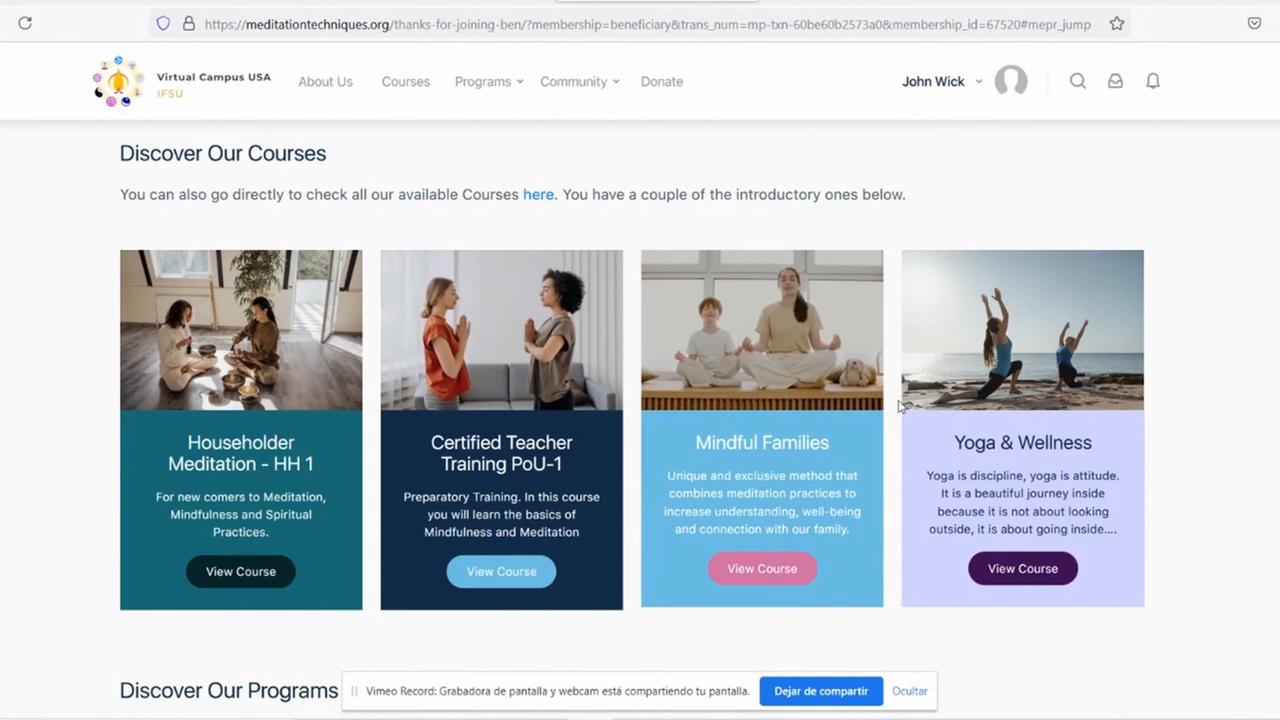 https://meditationtechniques.org/thanks-for-joining-ben/?membership=beneficiary&trans_num=mp-txn-60be60b2573a0&membership_id=67520#mepr_jump
Virtual Campus USA
IFSU
About Us
Courses
Programs
Community
Donate
John Wick
Discover Our Courses
You can also go directly to check all our available Courses here. You have a couple of the introductory ones below.
Householder
Meditation - HH 1
For new comers to Meditation,
Mindfulness and Spiritual
Practices.
View Course
Certified Teacher
Training PoU-1
Preparatory Training. In this course
you will learn the basics of
Mindfulness and Meditation
View Course
Mindful Families
Unique and exclusive method that
combines meditation practices to
increase understanding, well-being
and connection with our family.
View Course
Yoga & Wellness
Yoga is discipline, yoga is attitude.
It is a beautiful journey inside
because it is not about looking
outside, it is about going inside....
View Course
Discover Our Programs
Vimeo Record: Grabadora de pantalla y webcam está compartiendo tu pantalla.
Dejar de compartir
Ocultar